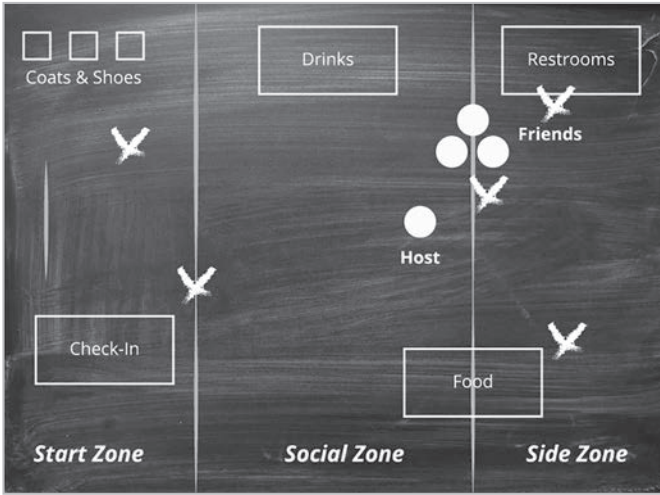 Drinks
Restrooms
Coats & Shoes
Friends
Host
Check-In
Food
Start Zone
Social Zone
Side Zone